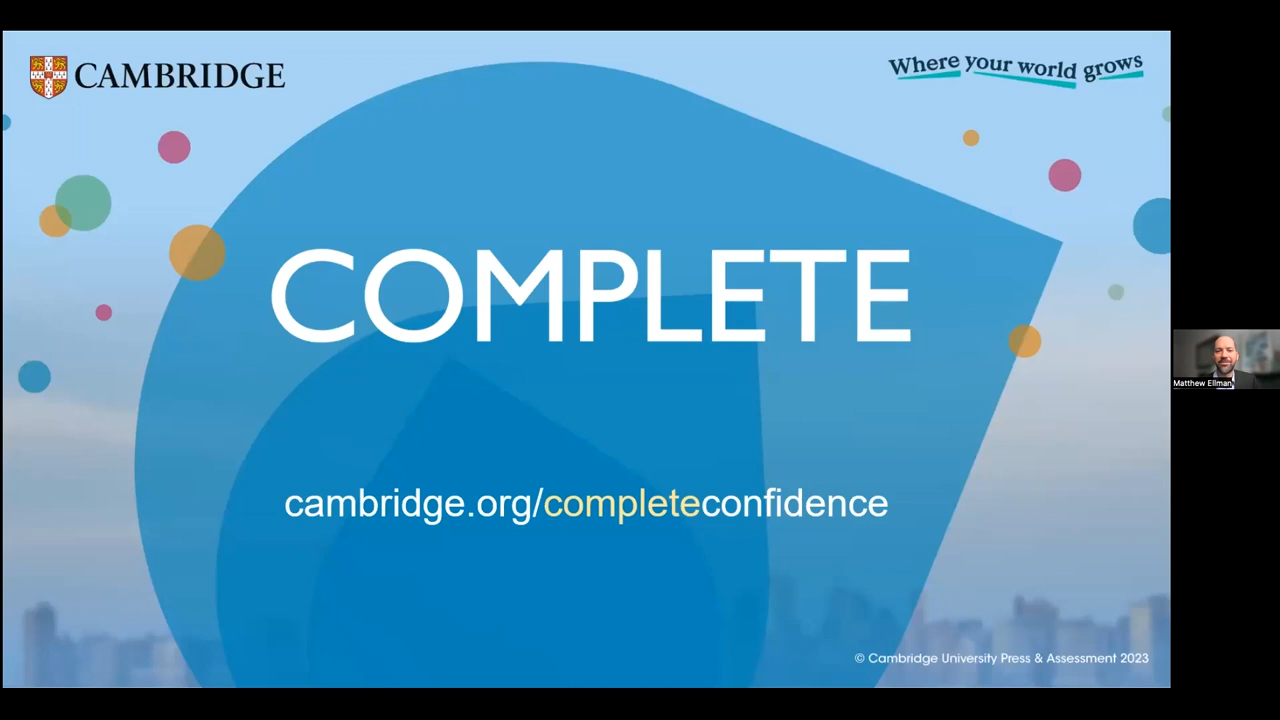 CAMBRIDGE
Where your world grows
COMPLETE
cambridge.org/completeconfidence
Matthew Ellman
© Cambridge University Press & Assessment 2023